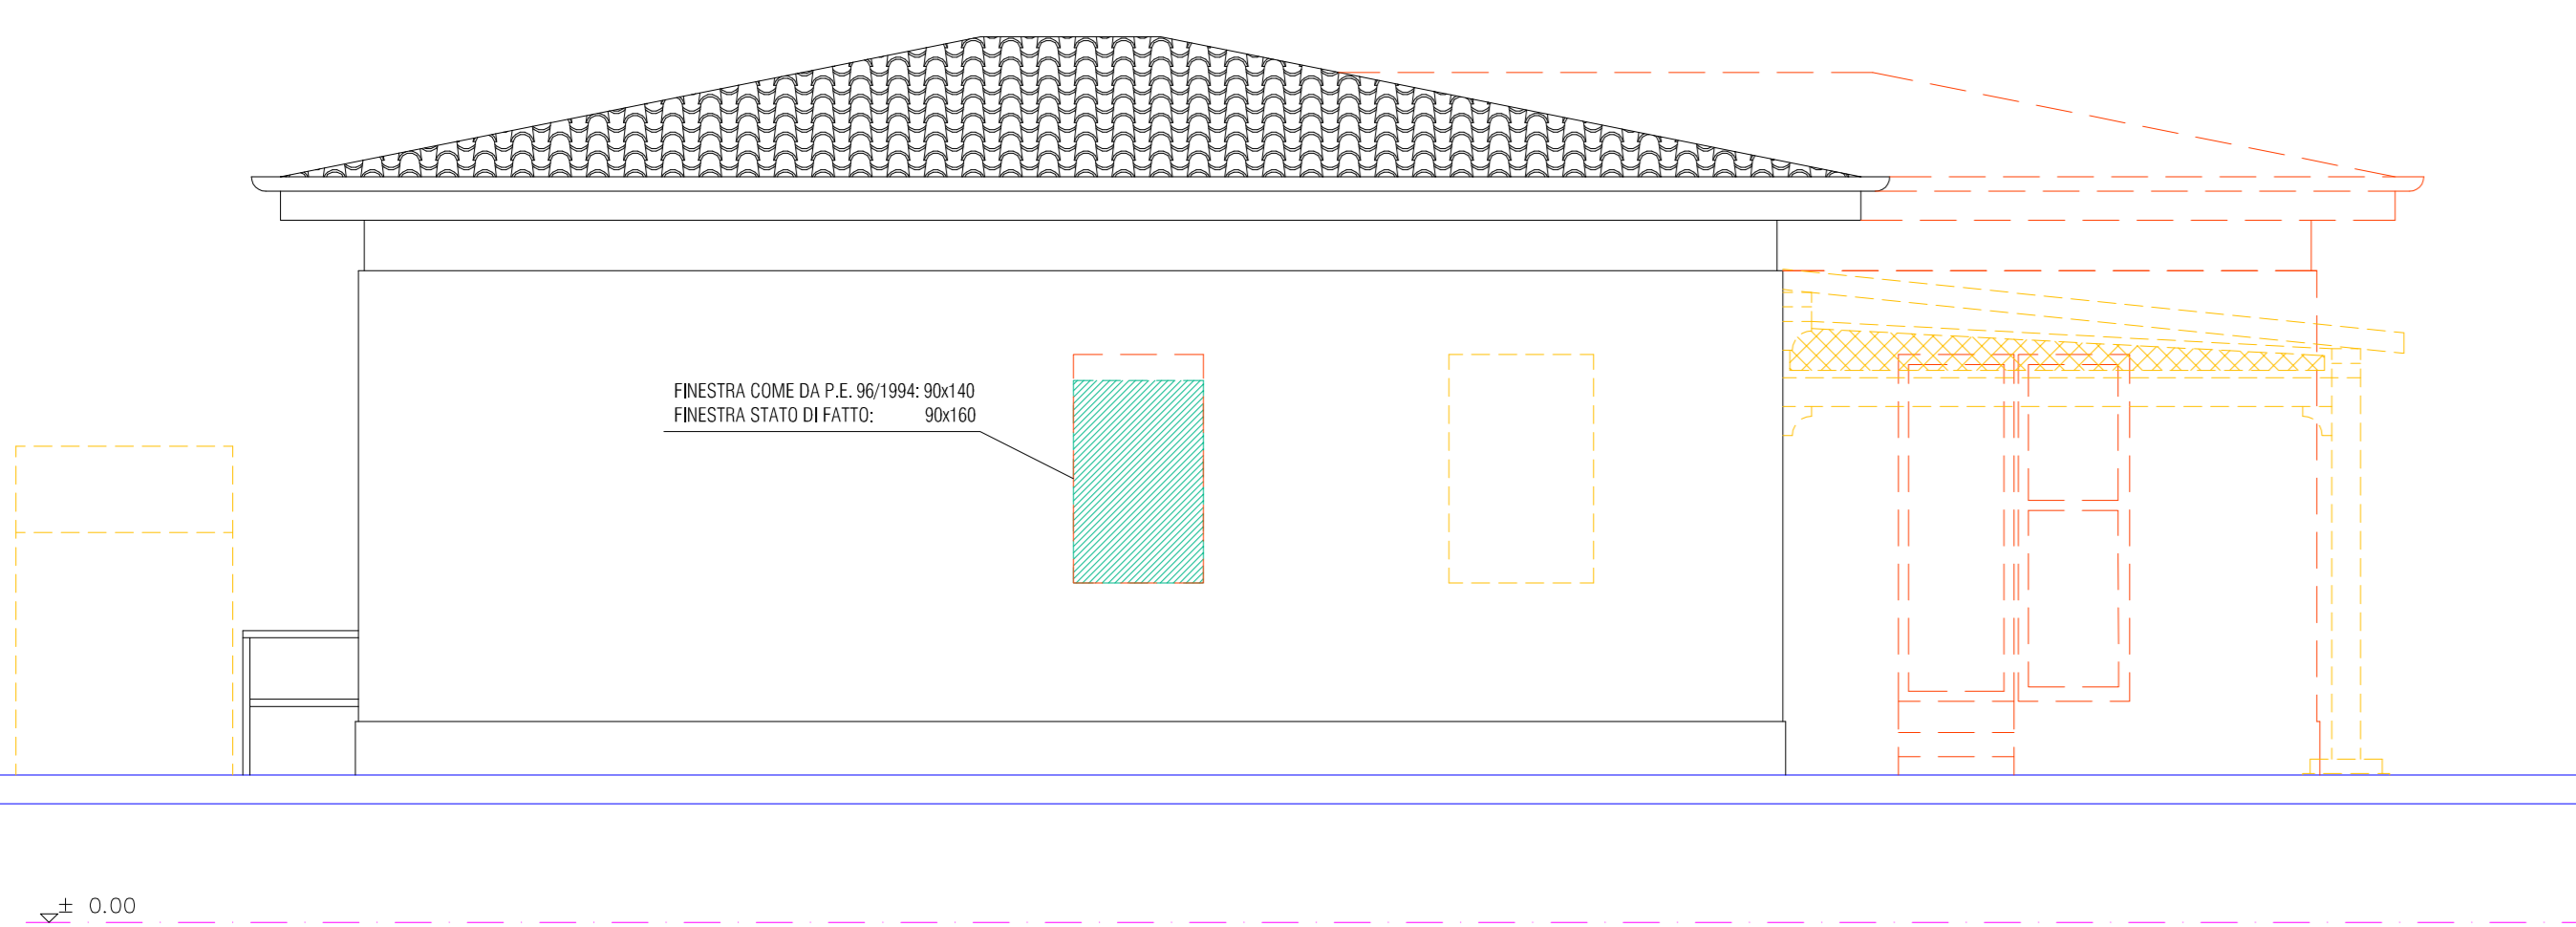 FINESTRA COME DA P.E. 96/1994: 90x140
FINESTRA STATO DI FATTO: 90x160
± 0.00